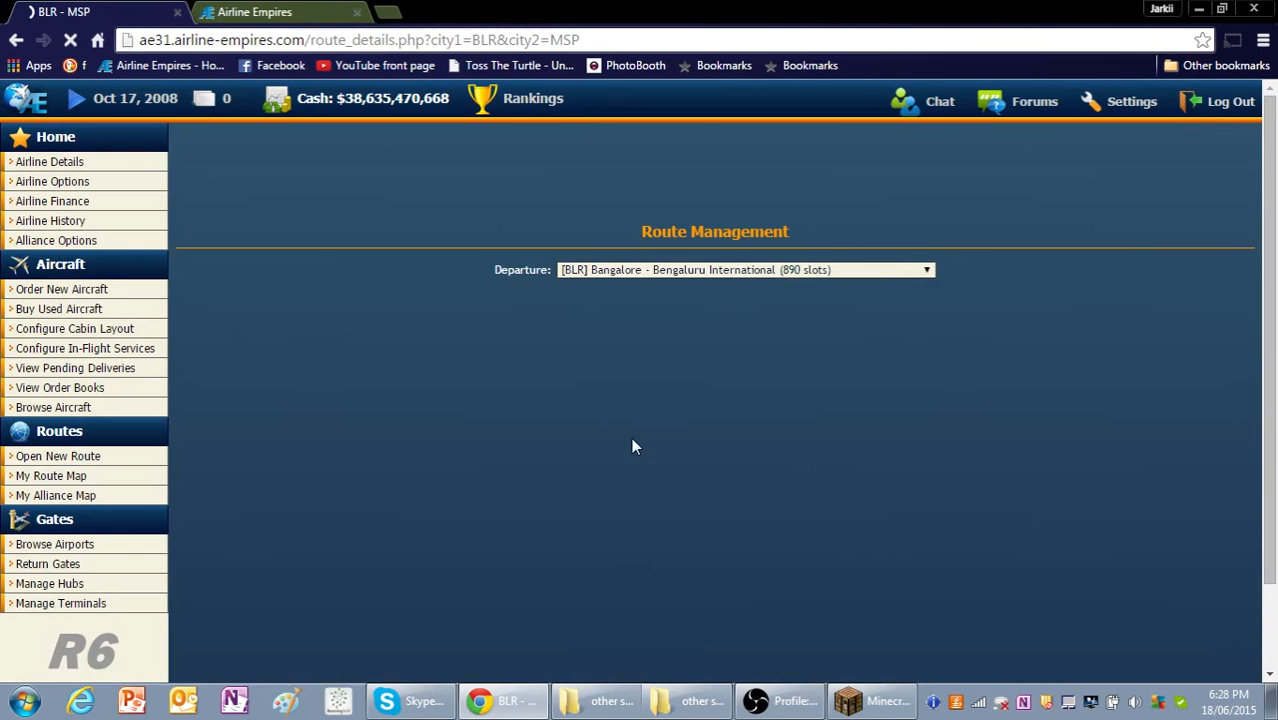 BLR - MSP
Airline Empires
Jarkii
ae31.airline-empires.com/route_details.php?city1=BLR&city2=MSP
Apps
f
Airline Empires - Ho...
Facebook
YouTube front page
Toss The Turtle - Un...
PhotoBooth
Bookmarks
Bookmarks
Other bookmarks
AE
Oct 17, 2008
0
Cash: $38,635,470,668
Rankings
Chat
Forums
Settings
Log Out
Home
Airline Details
Airline Options
Airline Finance
Airline History
Alliance Options
Aircraft
Order New Aircraft
Buy Used Aircraft
Configure Cabin Layout
Configure In-Flight Services
View Pending Deliveries
View Order Books
Browse Aircraft
Routes
Open New Route
My Route Map
My Alliance Map
Gates
Browse Airports
Return Gates
Manage Hubs
Manage Terminals
R6
Route Management
Departure: [BLR] Bangalore - Bengaluru International (890 slots)
Skype...
BLR - ...
other s...
other s...
Profile:...
Minecr...
6:28 PM
18/06/2015